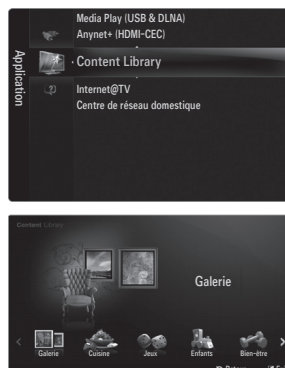 Media Play (USB & DLNA)
Anynet+ (HDMI-CEC)
Application
· Content Library
Internet@TV
Centre de réseau domestique
Content Library
Galerie
Galerie
Cuisine
Jeux
Enfants
Bien-être